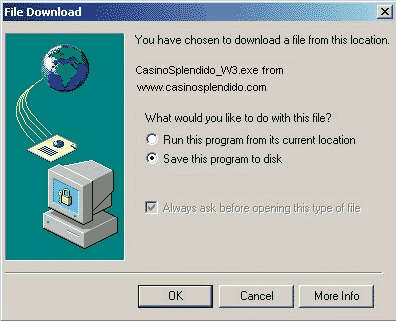 File Download
You have chosen to download a file from this location.
CasinoSplendido_W3.exe from
www.casinosplendido.com
What would you like to do with this file?
Run this program from its current location
Save this program to disk
Always ask before opening this type of file
OK Cancel More Info